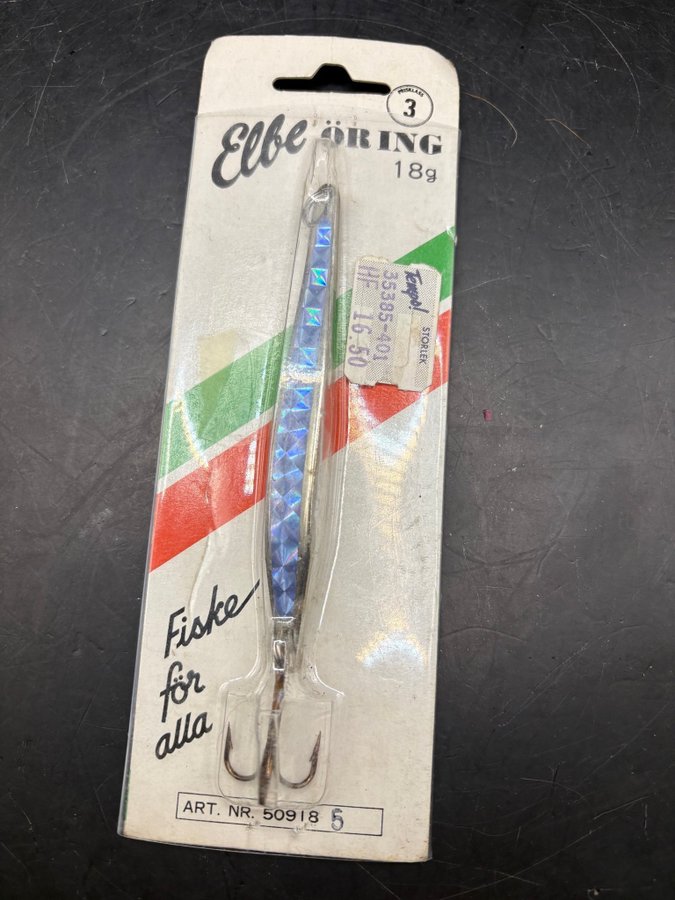 PRISKLASS
3
Elbe ÖRING
18g
Tempo!
STORLEK
35385-401
HF 16.50
Fiske
för
alla
ART. NR. 50918 5